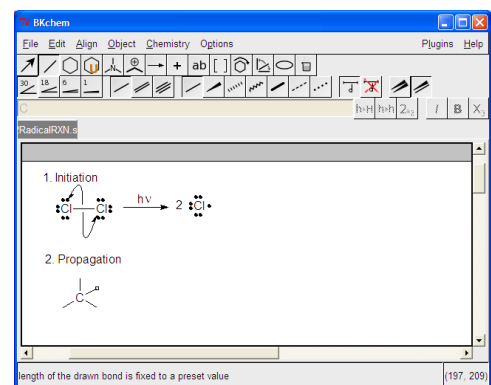 BKchem
File Edit Align Object Chemistry Options Plugins Help
N ab [ ]
30 18 6 1
C
h›H h›h I B
RadicalRXN.s
1. Initiation
Cl Cl hν 2 Cl
2. Propagation
C
length of the drawn bond is fixed to a preset value (197, 209)